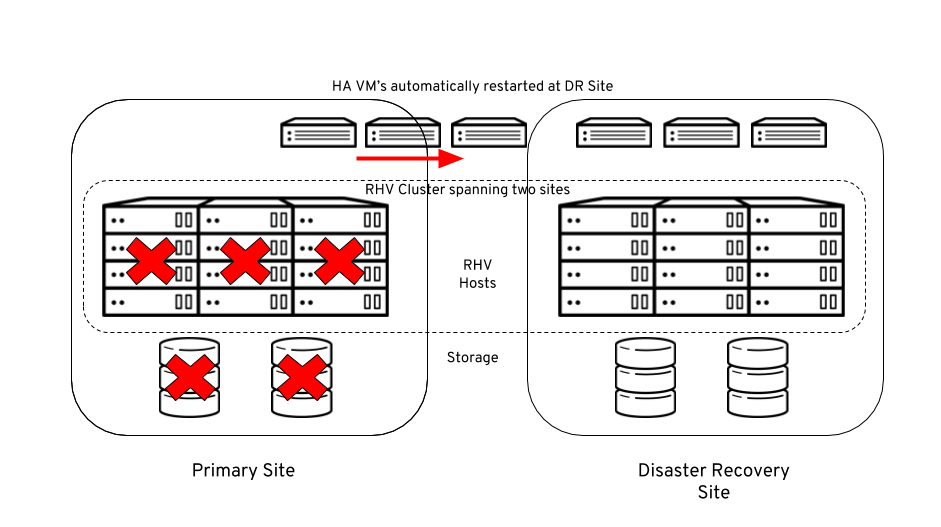 HA VM's automatically restarted at DR Site
RHV Cluster spanning two sites
RHV
Hosts
Storage
Primary Site
Disaster Recovery
Site